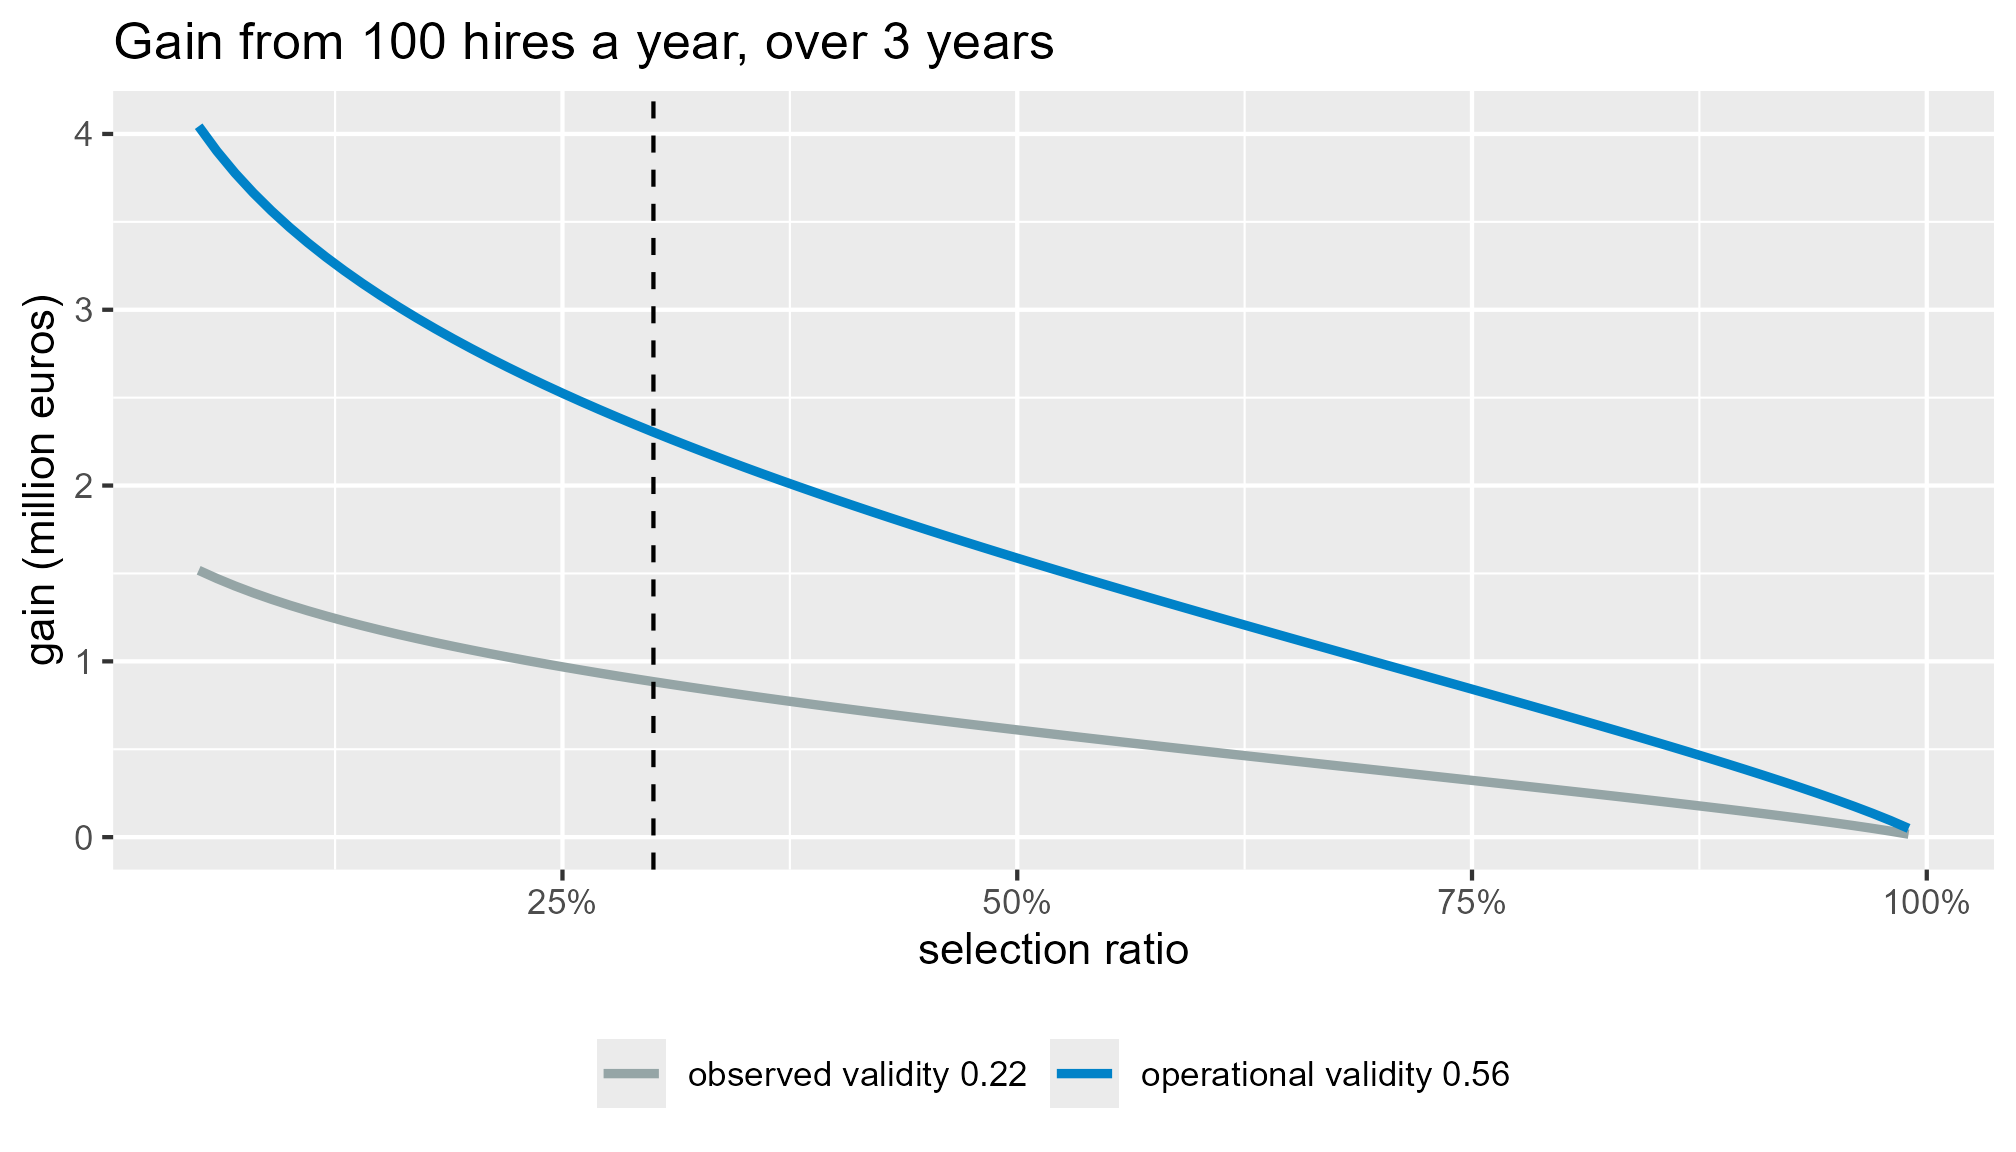 Gain from 100 hires a year, over 3 years
gain (million euros)
4
3
2
1
0
25% 50% 75% 100%
selection ratio
observed validity 0.22 operational validity 0.56